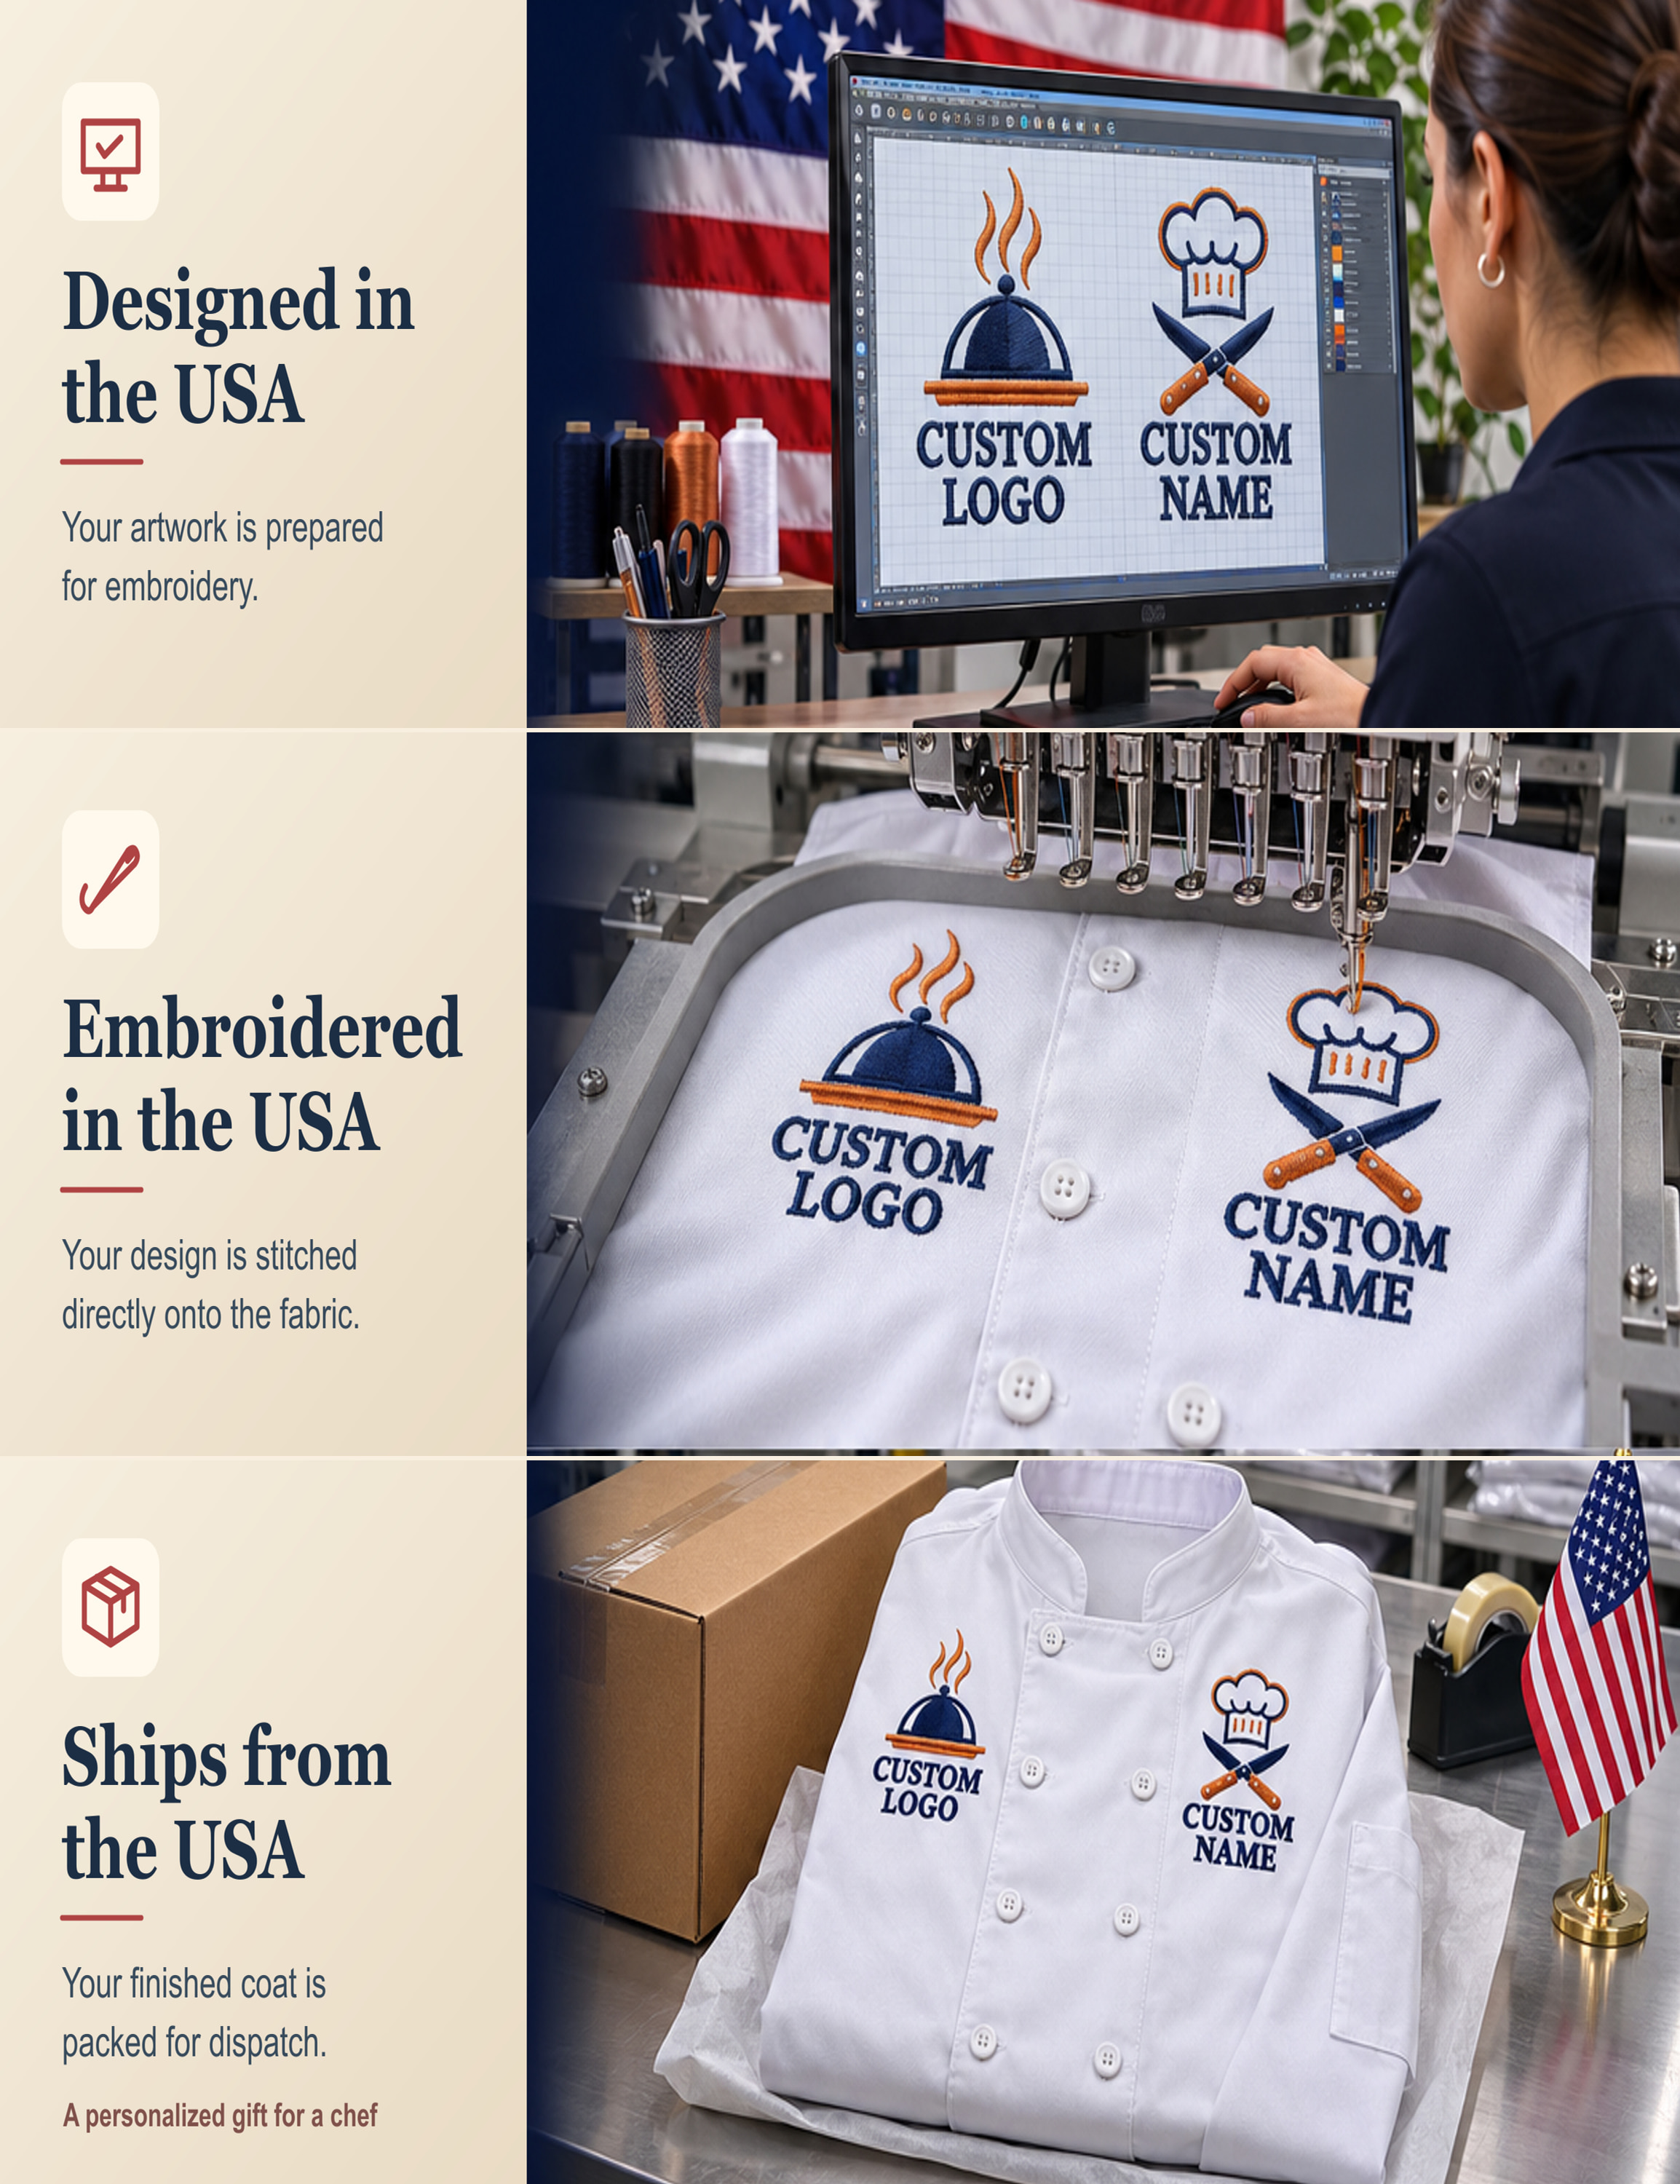 Designed in
the USA
Your artwork is prepared
for embroidery.
CUSTOM
LOGO
CUSTOM
NAME
Embroidered
in the USA
Your design is stitched
directly onto the fabric.
CUSTOM
LOGO
CUSTOM
NAME
Ships from
the USA
Your finished coat is
packed for dispatch.
A personalized gift for a chef
CUSTOM
LOGO
CUSTOM
NAME